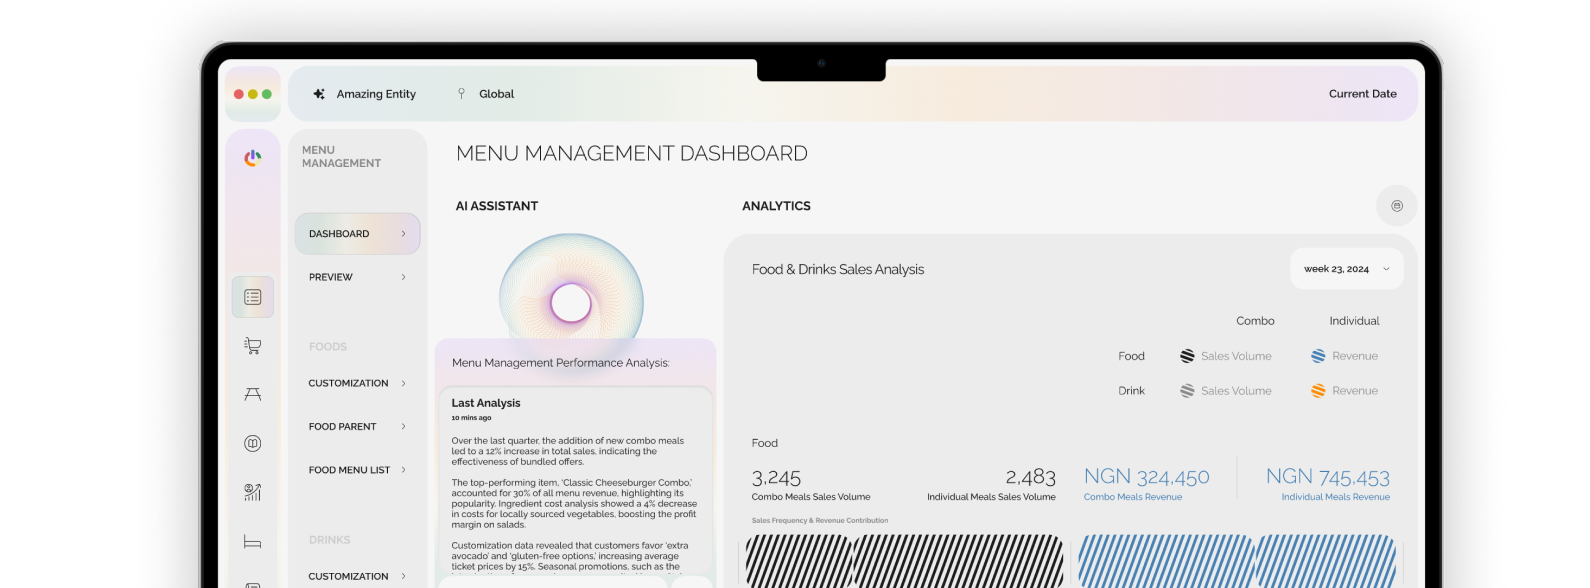 Amazing Entity
Global
Current Date
MENU
MANAGEMENT
DASHBOARD
PREVIEW
FOODS
CUSTOMIZATION
FOOD PARENT
FOOD MENU LIST
DRINKS
CUSTOMIZATION
MENU MANAGEMENT DASHBOARD
AI ASSISTANT
Menu Management Performance Analysis:
Last Analysis
10 mins ago
Over the last quarter, the addition of new combo meals
led to a 12% increase in total sales, indicating the
effectiveness of bundled offers.
The top-performing item, 'Classic Cheeseburger Combo,'
accounted for 30% of all menu revenue, highlighting its
popularity. Ingredient cost analysis showed a 4% decrease
in costs for locally sourced vegetables, boosting the profit
margin on salads.
Customization data revealed that customers favor 'extra
avocado' and 'gluten-free options,' increasing average
ticket prices by 15%. Seasonal promotions, such as the
ANALYTICS
Food & Drinks Sales Analysis
week 23, 2024
Combo
Individual
Food
Sales Volume
Revenue
Drink
Sales Volume
Revenue
Food
3,245
Combo Meals Sales Volume
2,483
Individual Meals Sales Volume
NGN 324,450
Combo Meals Revenue
NGN 745,453
Individual Meals Revenue
Sales Frequency & Revenue Contribution